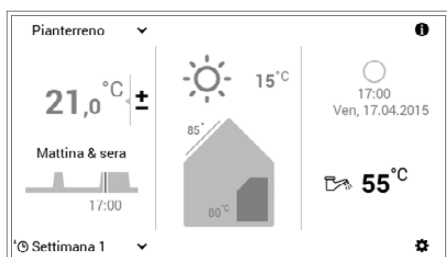 Pianterreno
21,0°C ±
Mattina & sera
17:00
Settimana 1
15°C
85°
80°C
17:00
Ven, 17.04.2015
55°C